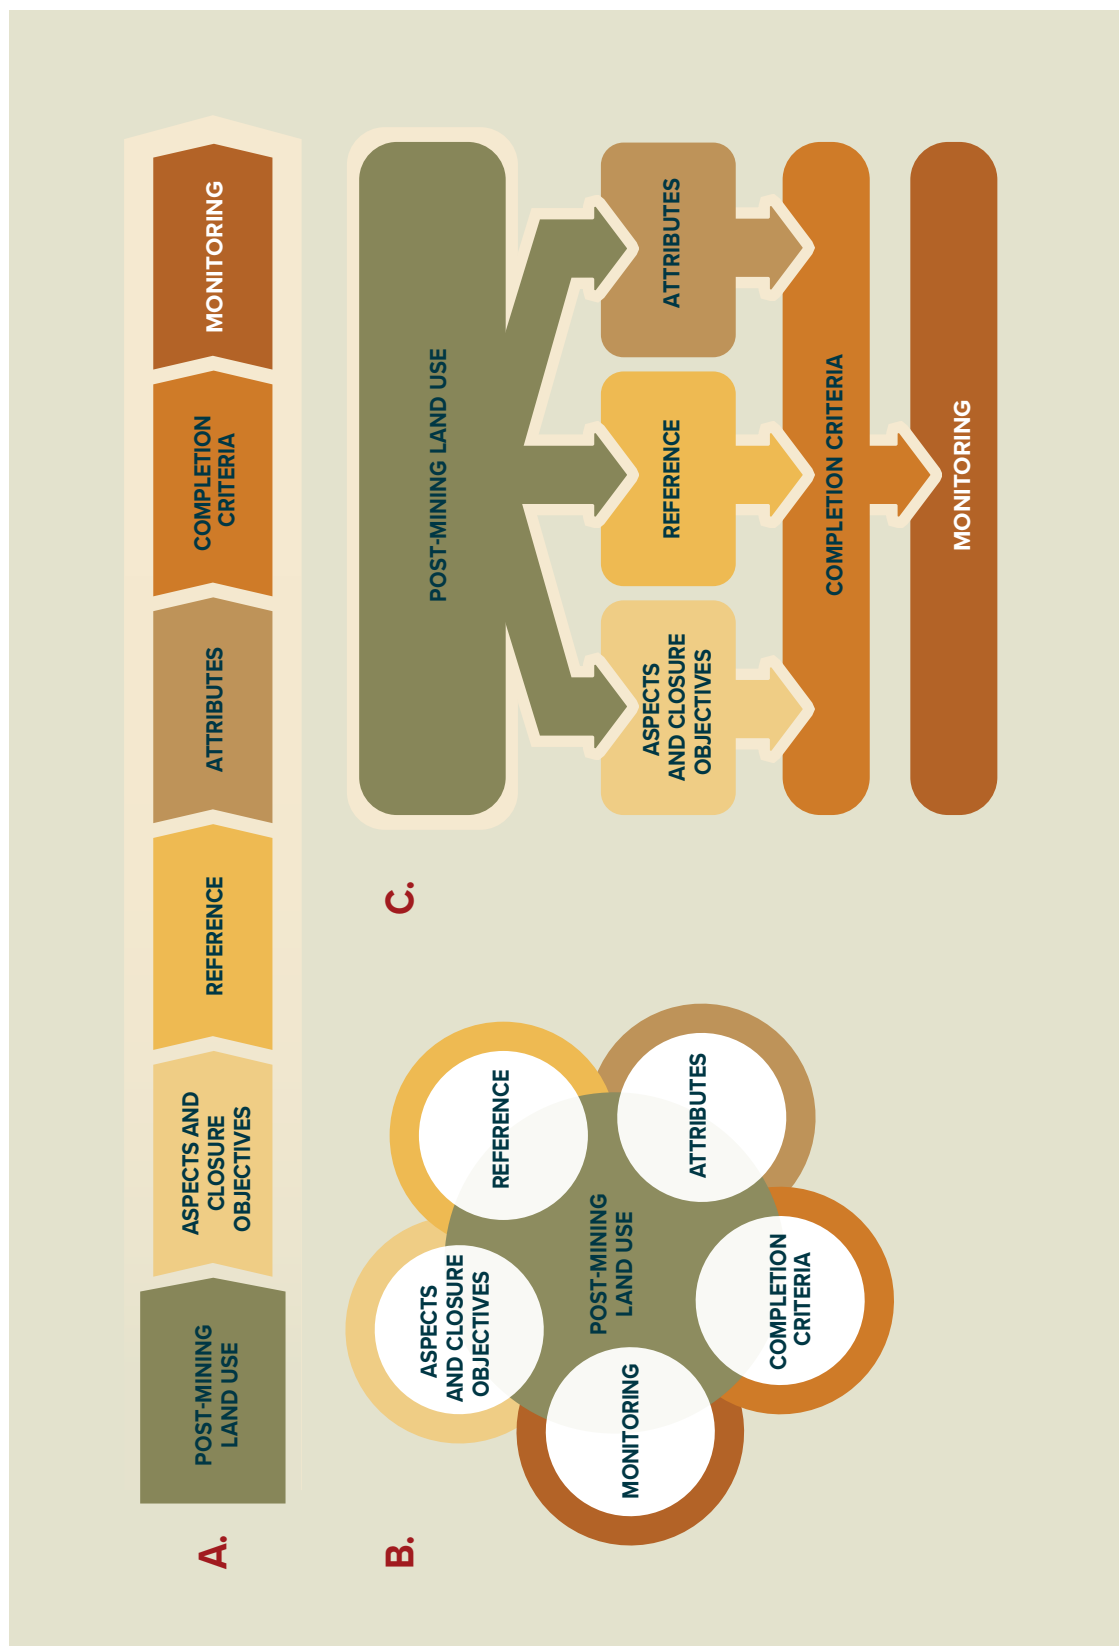 A.
POST-MINING
LAND USE
ASPECTS AND
CLOSURE
OBJECTIVES
REFERENCE
ATTRIBUTES
COMPLETION
CRITERIA
MONITORING
B.
ASPECTS
AND CLOSURE
OBJECTIVES
REFERENCE
ATTRIBUTES
COMPLETION
CRITERIA
MONITORING
POST-MINING
LAND USE
C.
POST-MINING LAND USE
ASPECTS
AND CLOSURE
OBJECTIVES
REFERENCE
ATTRIBUTES
COMPLETION CRITERIA
MONITORING